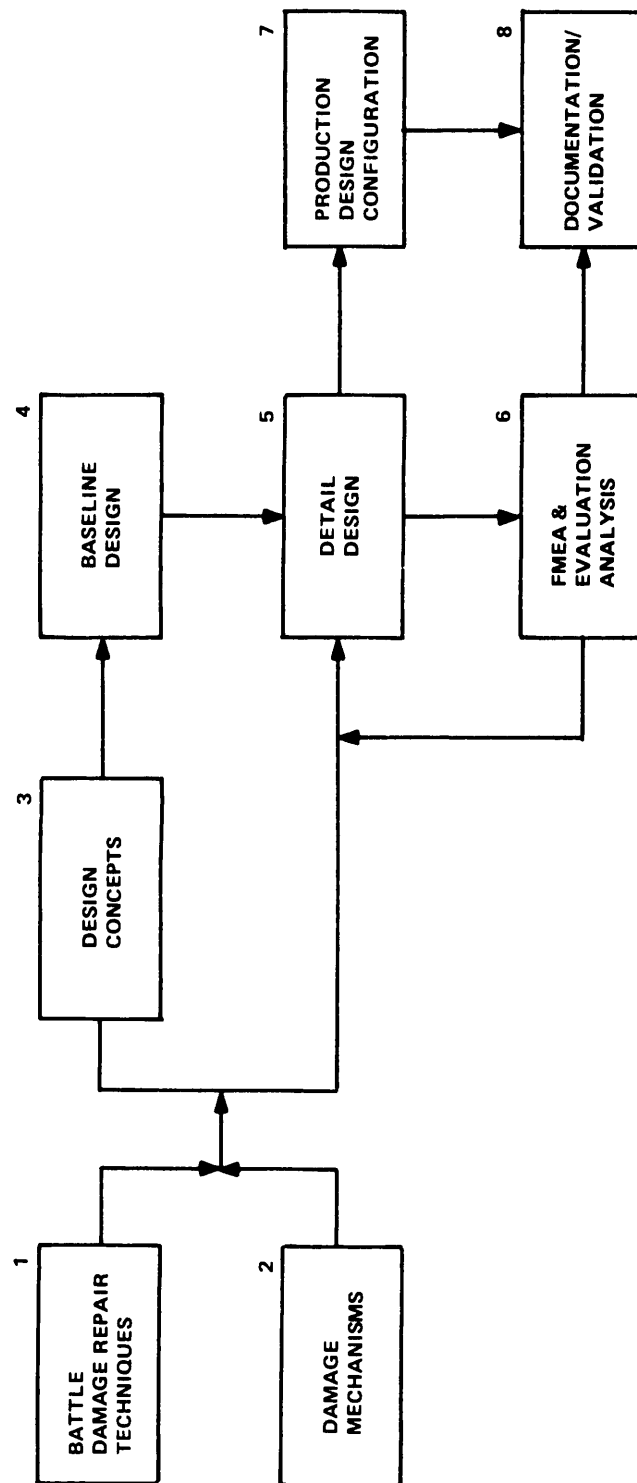 1
BATTLE
DAMAGE REPAIR
TECHNIQUES
2
DAMAGE
MECHANISMS
3
DESIGN
CONCEPTS
4
BASELINE
DESIGN
5
DETAIL
DESIGN
6
FMEA &
EVALUATION
ANALYSIS
7
PRODUCTION
DESIGN
CONFIGURATION
8
DOCUMENTATION/
VALIDATION